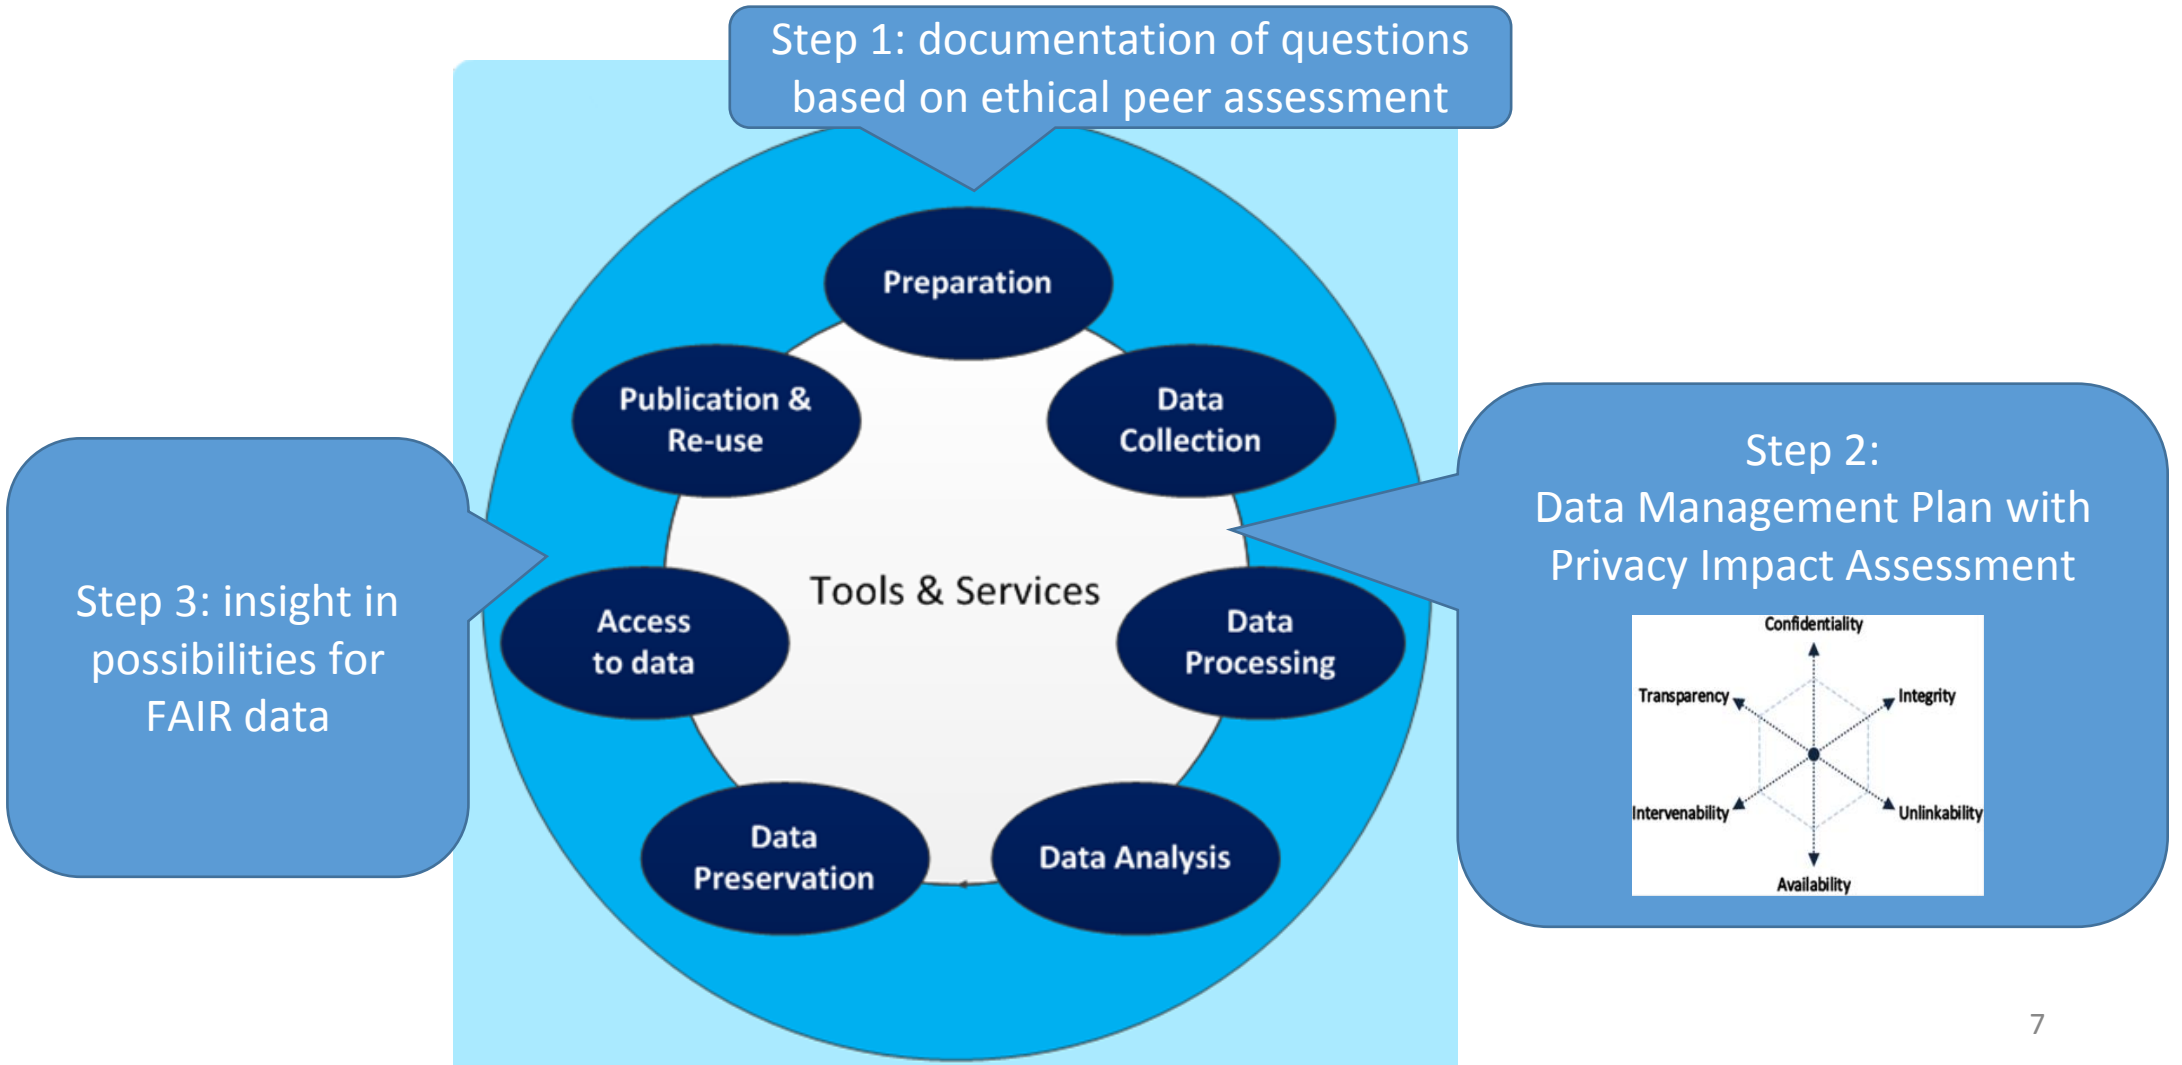 Step 1: documentation of questions
based on ethical peer assessment
Preparation
Publication &
Re-use
Data
Collection
Step 2:
Data Management Plan with
Privacy Impact Assessment
Step 3: insight in
possibilities for
FAIR data
Tools & Services
Access
to data
Data
Processing
Data
Preservation
Data Analysis
Confidentiality
Transparency
Integrity
Intervenability
Unlinkability
Availability
7